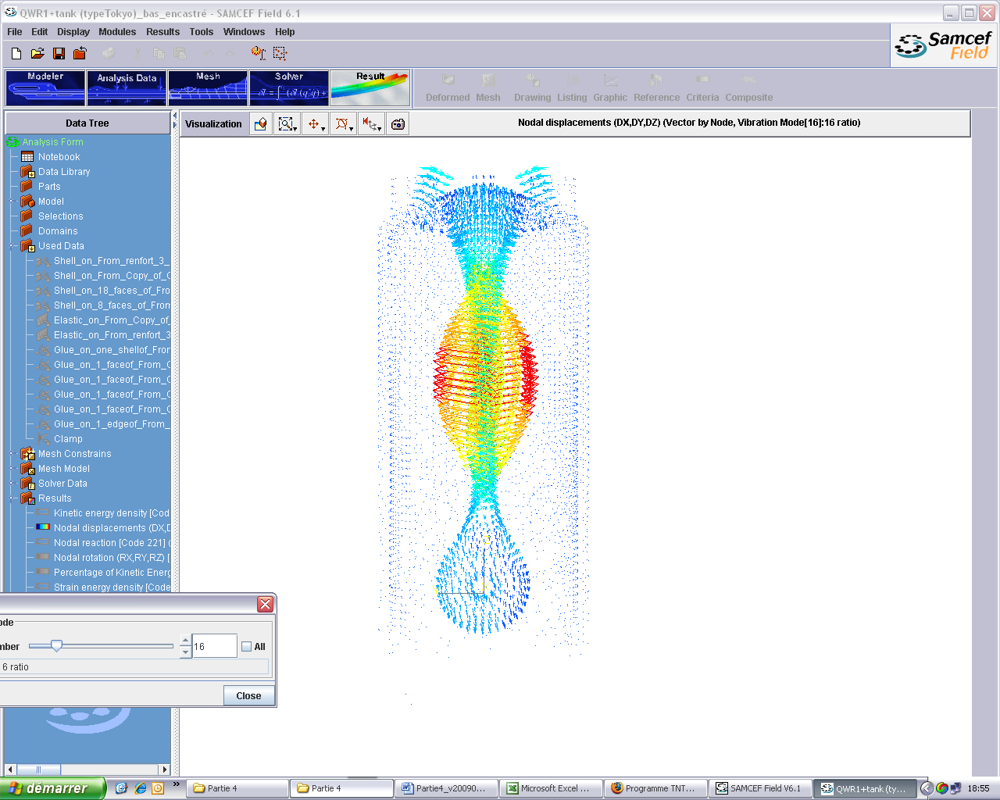 QWR1+tank (typeTokyo)_bas_encastré - SAMCEF Field 6.1
File Edit Display Modules Results Tools Windows Help
Samcef
Field
Modeler Analysis Data Mesh Solver Result
Deformed Mesh Drawing Listing Graphic Reference Criteria Composite
Data Tree
Visualization
Nodal displacements (DX,DY,DZ) (Vector by Node, Vibration Mode[16]:16 ratio)
Analysis Form
Notebook
Data Library
Parts
Model
Selections
Domains
Used Data
Shell_on_From_renfort_3_
Shell_on_From_Copy_of_C
Shell_on_18_faces_of_Fro
Shell_on_8_faces_of_From
Elastic_on_From_Copy_of_
Elastic_on_From_renfort_3
Glue_on_one_shellof_Fror
Glue_on_1_faceof_From_C
Glue_on_1_faceof_From_C
Glue_on_1_faceof_From_C
Glue_on_1_faceof_From_C
Glue_on_1_edgeof_From_
Clamp
Mesh Constrains
Mesh Model
Solver Data
Results
Kinetic energy density [Cod
Nodal displacements (DX,D
Nodal reaction [Code 221] (
Nodal rotation (RX,RY,RZ) [
Percentage of Kinetic Energ
Strain energy density [Code
ode
mber 16 All
6 ratio
Close
démarrer
Partie 4
Partie 4
Partie4_v20090...
Microsoft Excel ...
Programme TNT...
SAMCEF Field V6.1
QWR1+tank (ty...
18:55